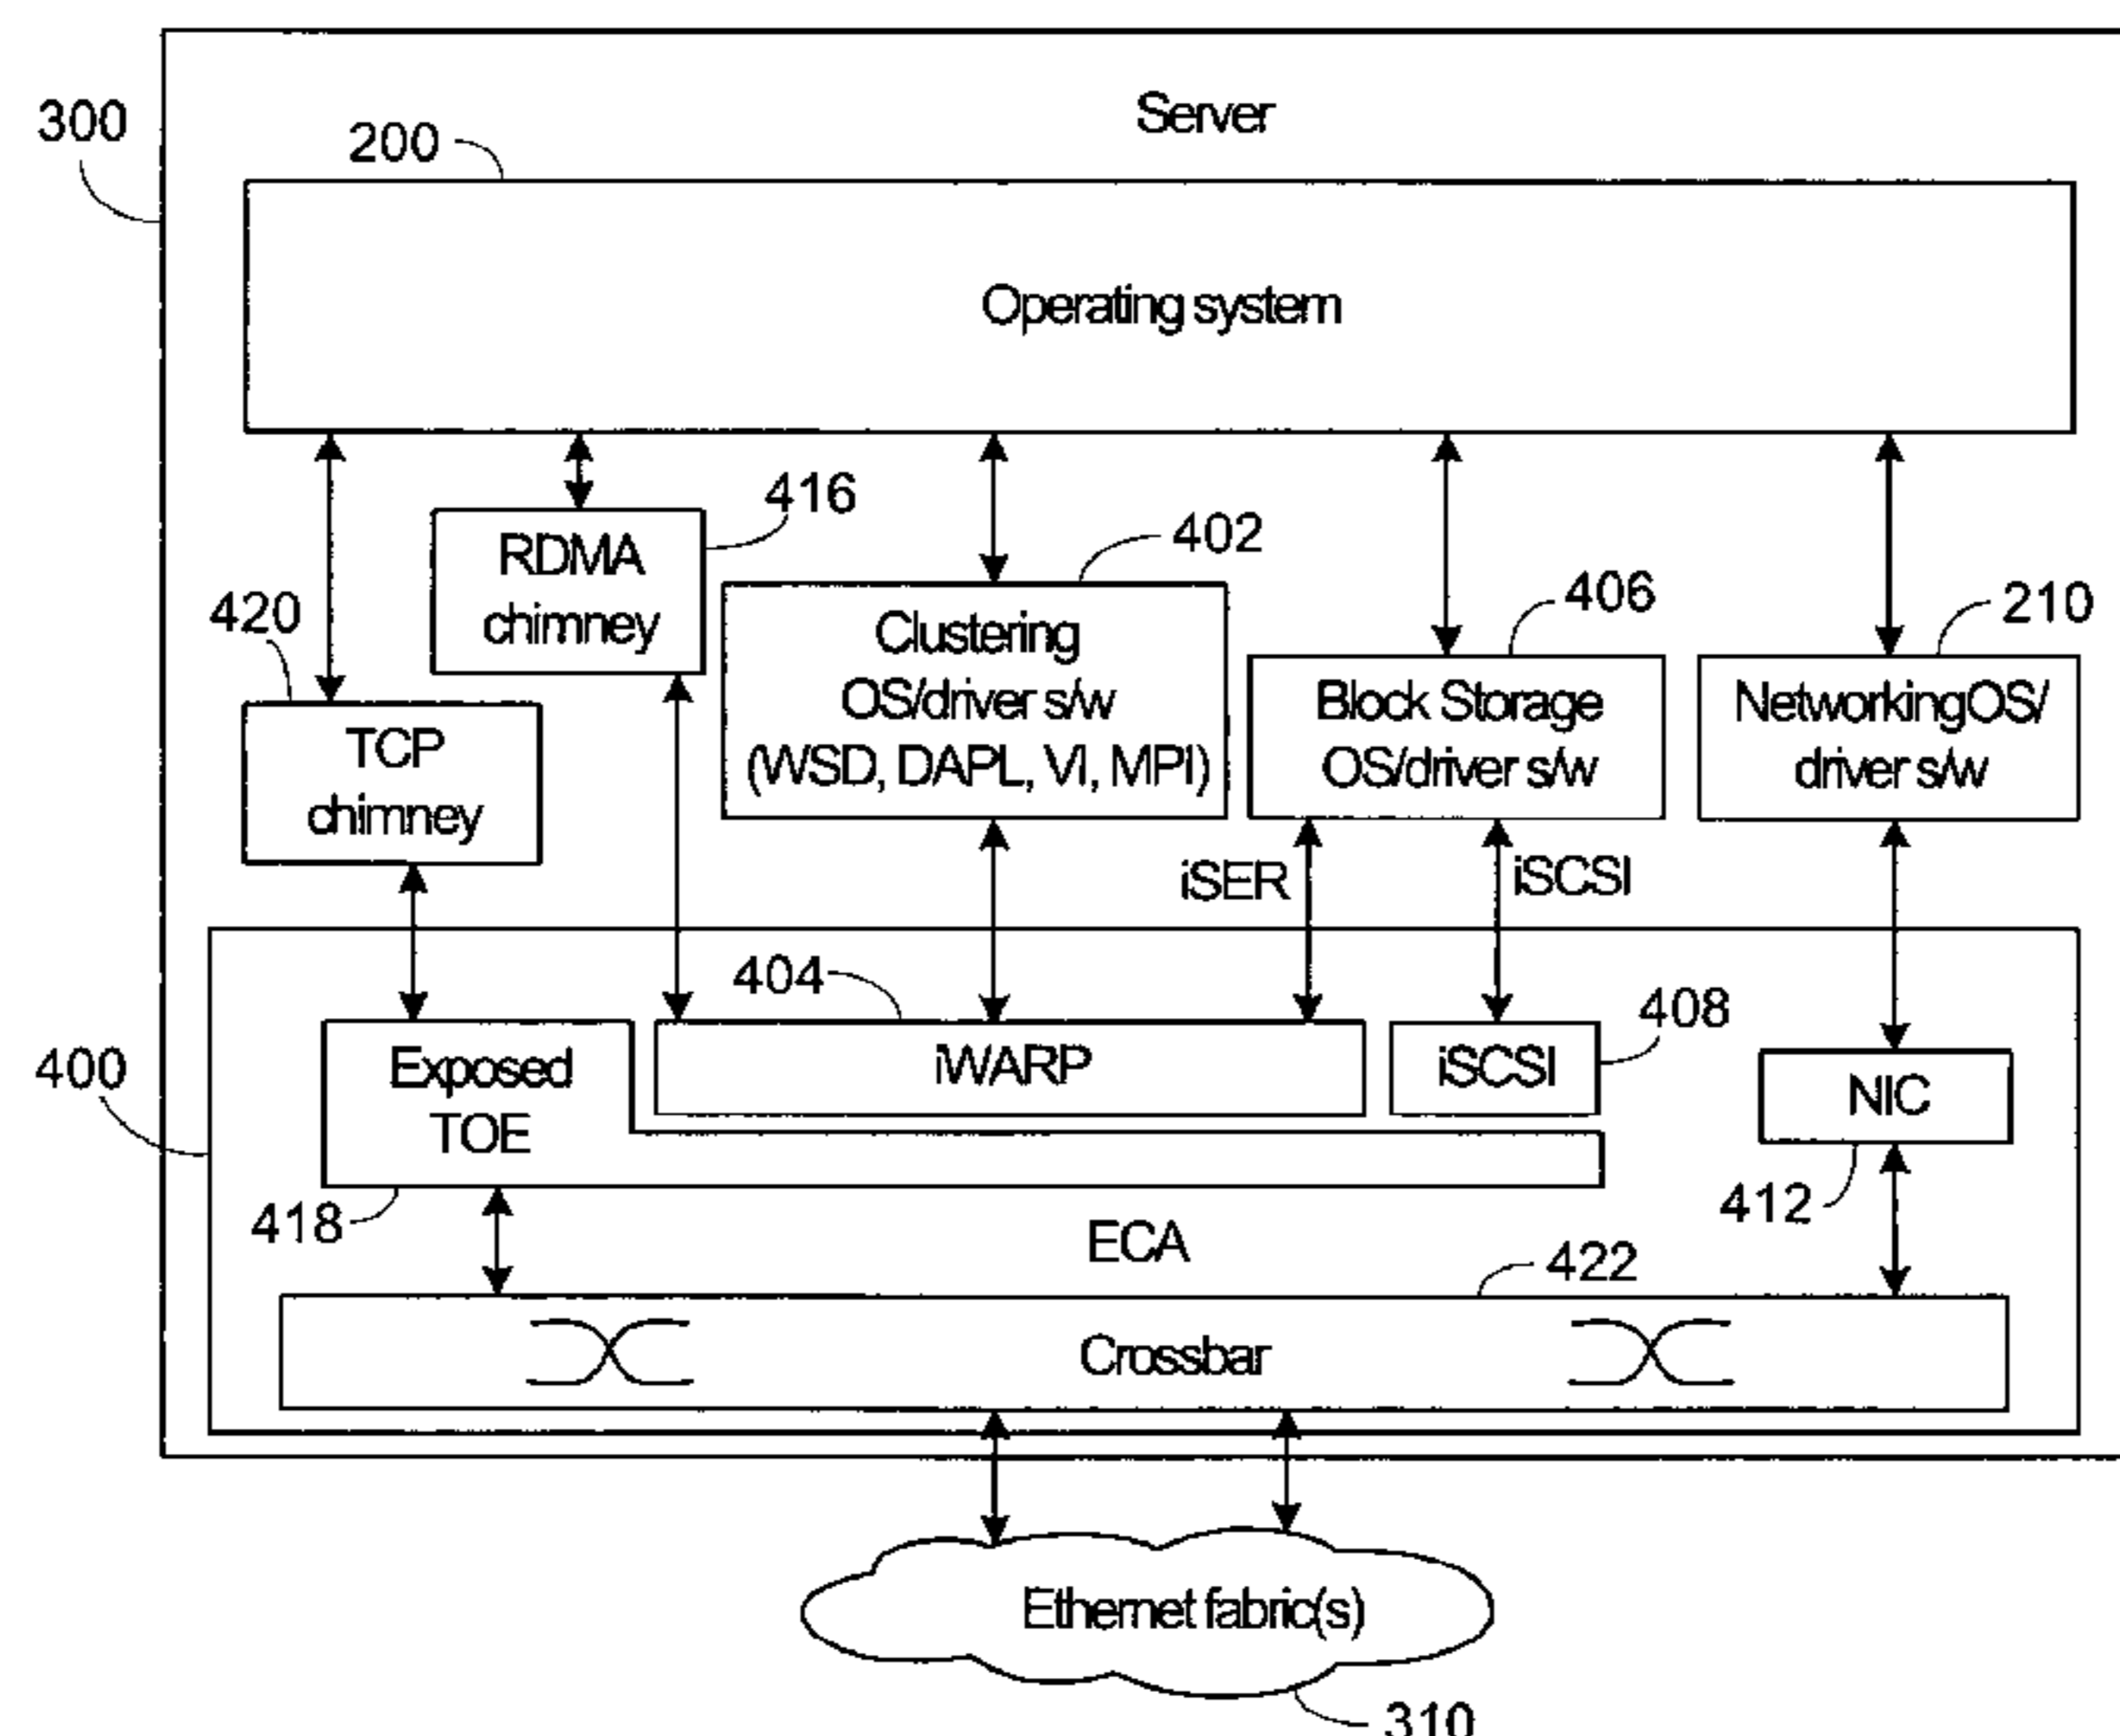 Server
300
200
Operating system
416
RDMA
chimney
402
Clustering
OS/driver s/w
(WSD, DAPL, VI, MPI)
406
Block Storage
OS/driver s/w
210
NetworkingOS/
driver s/w
420
TCP
chimney
iSER
iSCSI
404
408
400
Exposed
TOE
iWARP
iSCSI
NIC
418
412
ECA
422
Crossbar
Ethernet fabric(s)
310